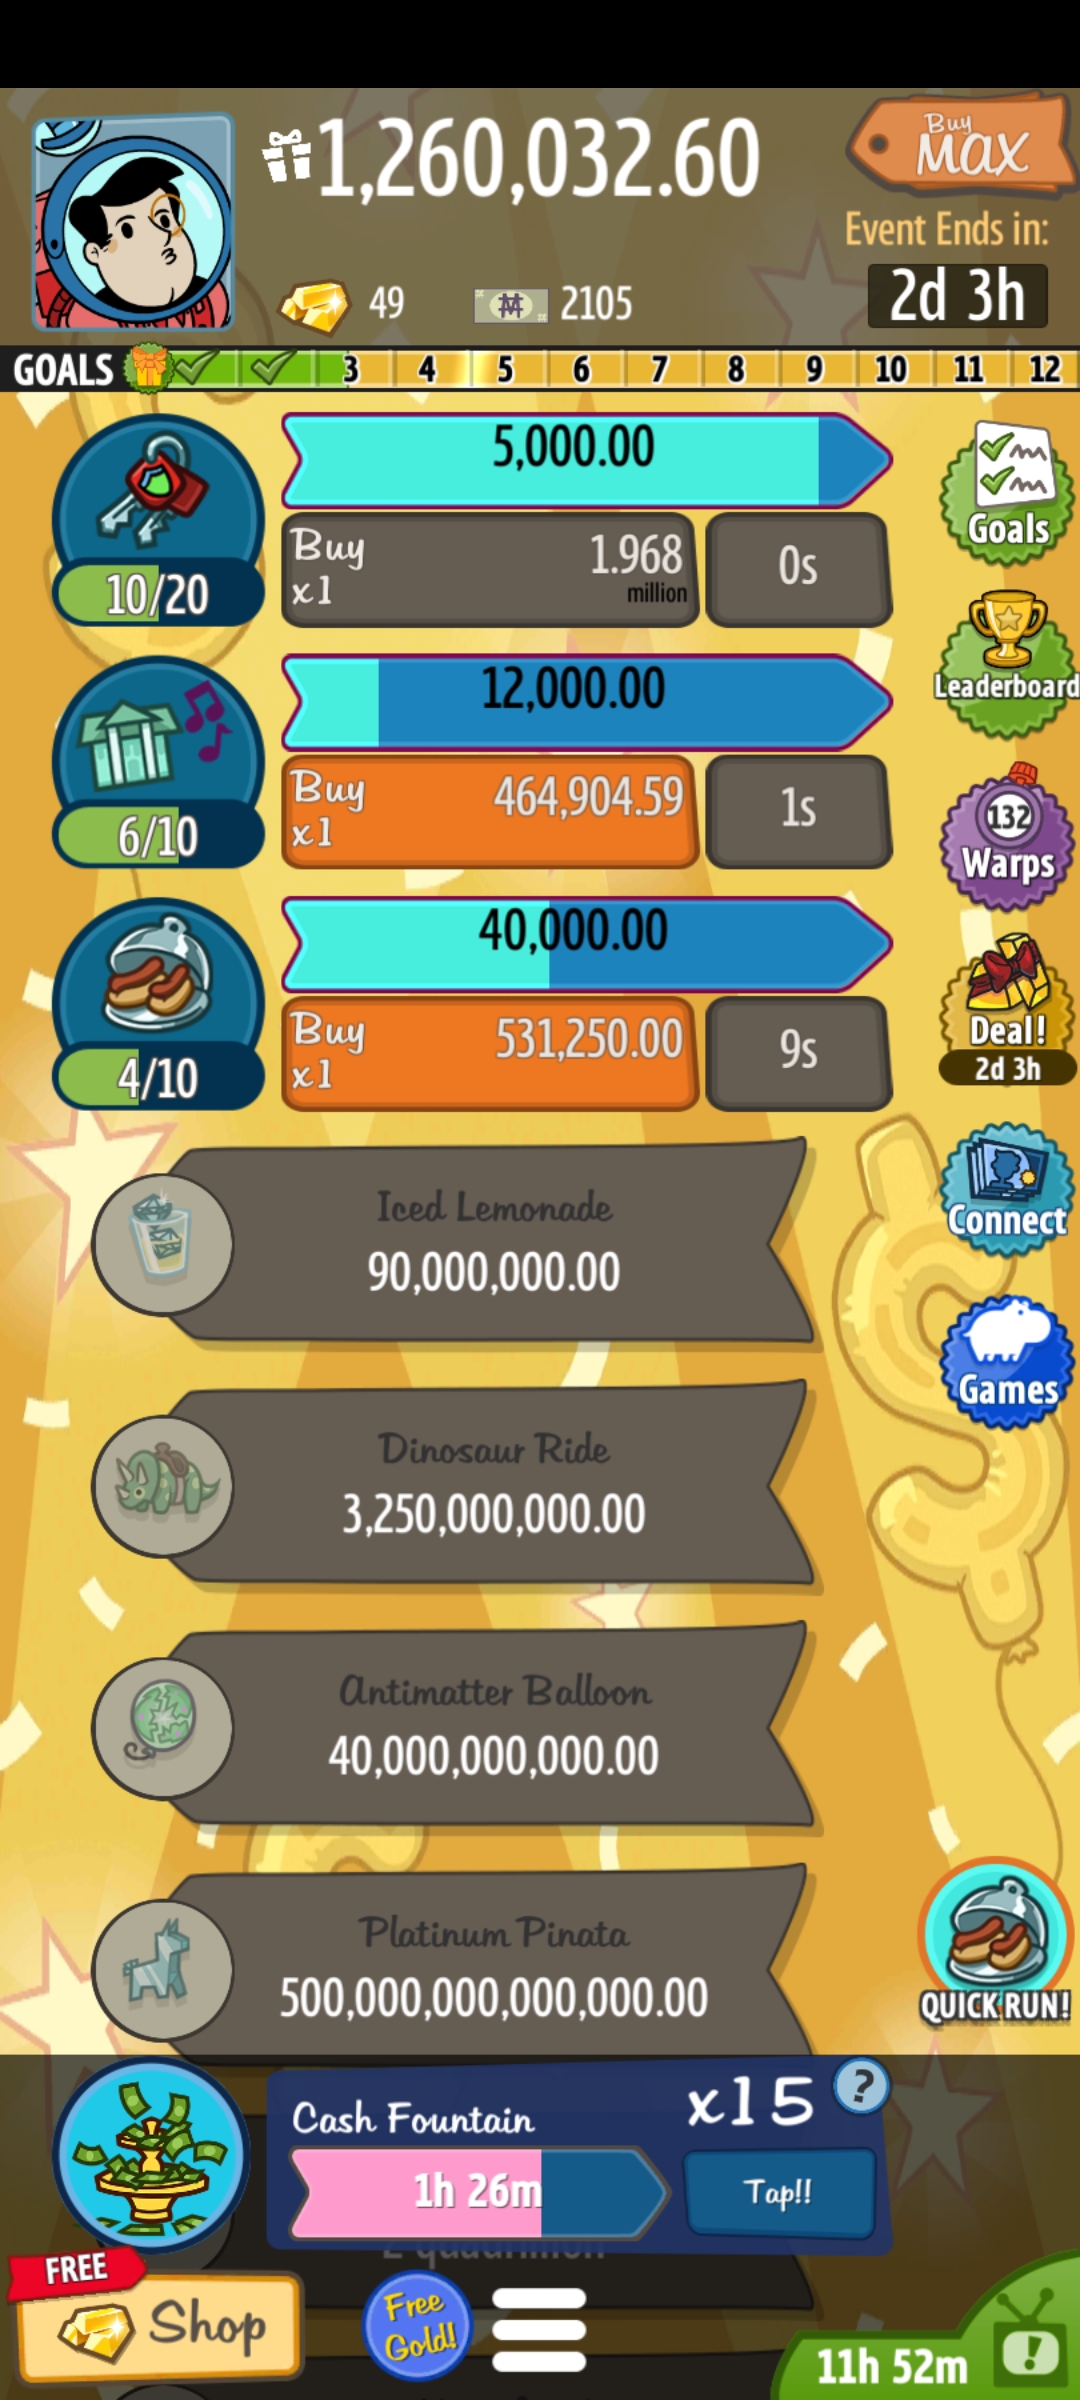 1,260,032.60
Buy
MAX
Event Ends in:
2d 3h
49
2105
GOALS 3 4 5 6 7 8 9 10 11 12
5,000.00
Buy
x1
1.968
million
0s
10/20
Goals
Leaderboard
12,000.00
Buy
x1
464,904.59
1s
6/10
132
Warps
40,000.00
Buy
x1
531,250.00
9s
4/10
Deal!
2d 3h
Connect
Iced Lemonade
90,000,000.00
Games
Dinosaur Ride
3,250,000,000.00
Antimatter Balloon
40,000,000,000.00
Platinum Pinata
500,000,000,000,000.00
QUICK RUN!
Cash Fountain
x15
?
1h 26m
Tap!!
2 quadrillion
FREE
Shop
Free
Gold!
11h 52m